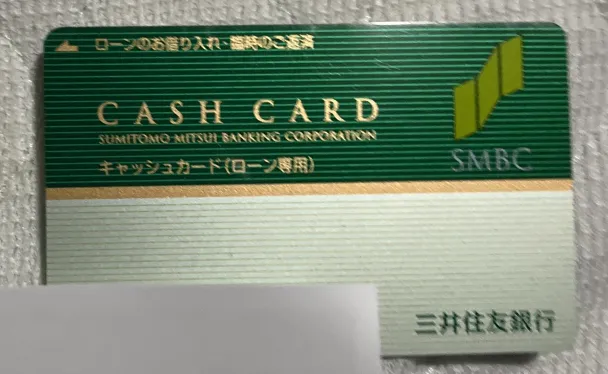 ローンのお借り入れ・臨時のご返済
CASH CARD
SUMITOMO MITSUI BANKING CORPORATION
キャッシュカード(ローン専用)
SMBC
三井住友銀行